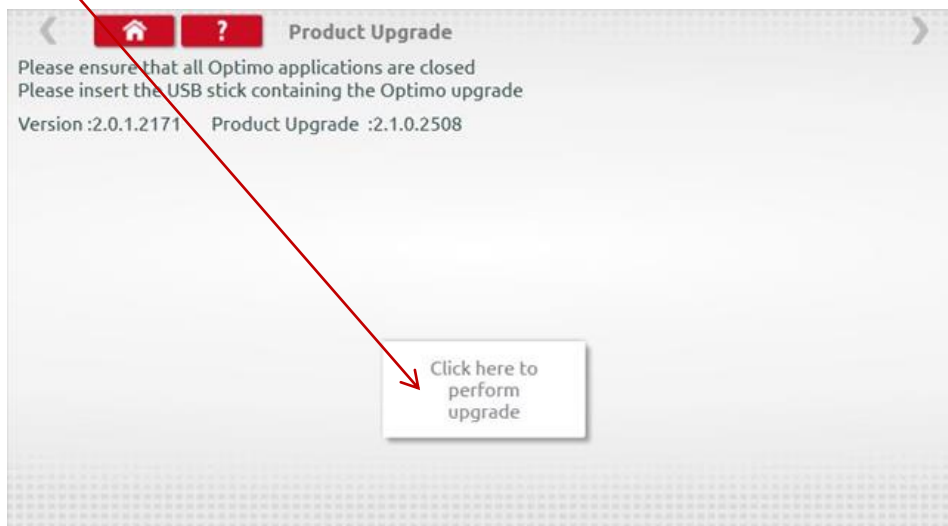 ? Product Upgrade
Please ensure that all Optimo applications are closed
Please insert the USB stick containing the Optimo upgrade
Version :2.0.1.2171 Product Upgrade :2.1.0.2508
Click here to
perform
upgrade